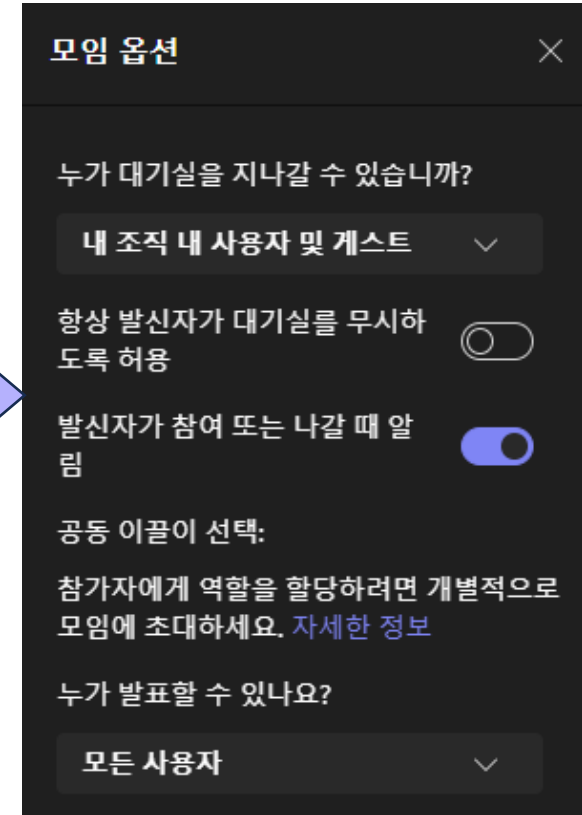 모임 옵션
누가 대기실을 지나갈 수 있습니까?
내 조직 내 사용자 및 게스트
항상 발신자가 대기실를 무시하
도록 허용
발신자가 참여 또는 나갈 때 알
림
공동 이끌이 선택:
참가자에게 역할을 할당하려면 개별적으로
모임에 초대하세요. 자세한 정보
누가 발표할 수 있나요?
모든 사용자